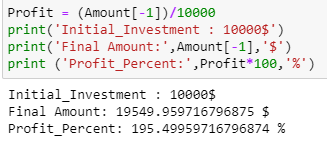 Profit = (Amount[-1])/10000
print('Initial_Investment : 10000$')
print('Final Amount:',Amount[-1],'$')
print ('Profit_Percent:',Profit*100,'%')
Initial_Investment : 10000$
Final Amount: 19549.959716796875 $
Profit_Percent: 195.49959716796874 %